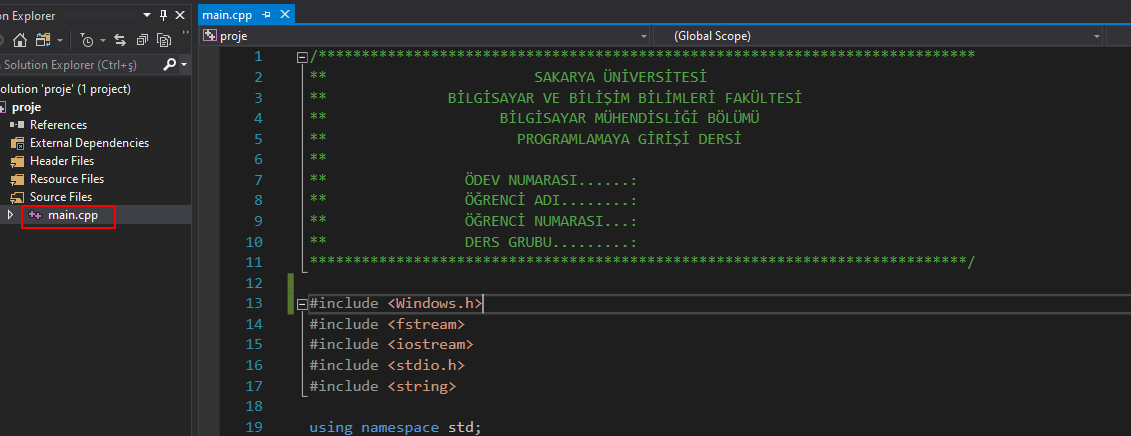 on Explorer
Solution Explorer (Ctrl+ş)
olution 'proje' (1 project)
proje
References
External Dependencies
Header Files
Resource Files
Source Files
main.cpp
main.cpp
proje
(Global Scope)
1 /****************************************************************************
2 ** SAKARYA ÜNİVERSİTESİ
3 ** BİLGİSAYAR VE BİLİŞİM BİLİMLERİ FAKÜLTESİ
4 ** BİLGİSAYAR MÜHENDİSLİĞİ BÖLÜMÜ
5 ** PROGRAMLAMAYA GİRİŞİ DERSİ
6 **
7 ** ÖDEV NUMARASI......:
8 ** ÖĞRENCİ ADI........:
9 ** ÖĞRENCİ NUMARASI...:
10 ** DERS GRUBU.........:
11 ****************************************************************************/
12
13 #include <Windows.h>
14 #include <fstream>
15 #include <iostream>
16 #include <stdio.h>
17 #include <string>
18
19 using namespace std;